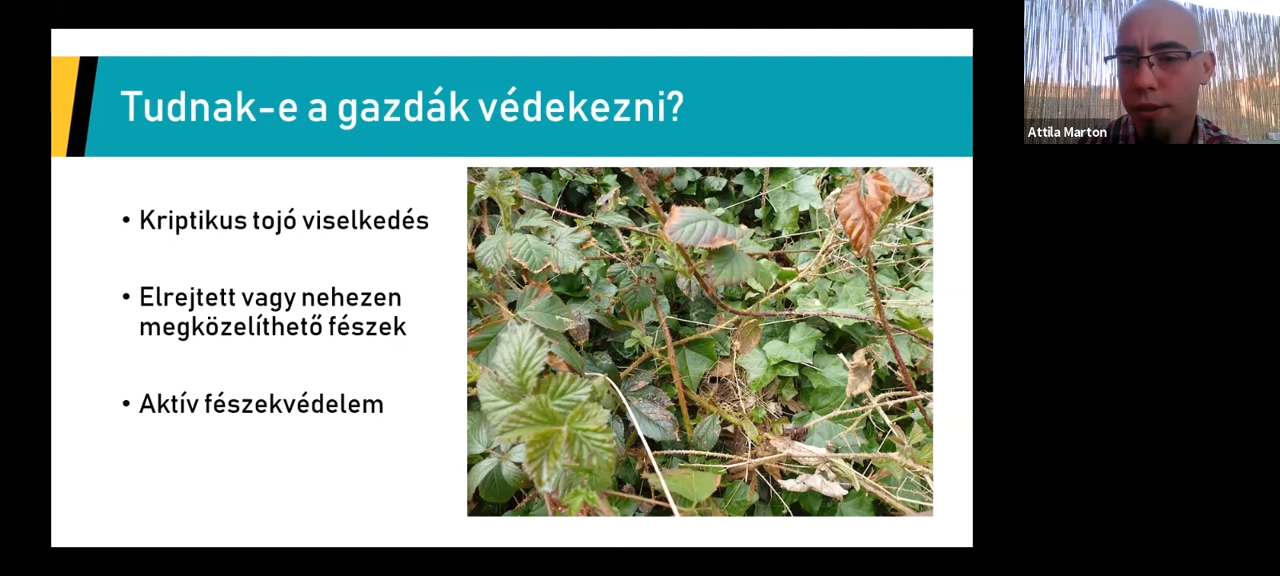 Tudnak-e a gazdák védekezni?
• Kriptikus tojó viselkedés
• Elrejtett vagy nehezen
megközelíthető fészek
• Aktív fészekvédelem
Attila Marton